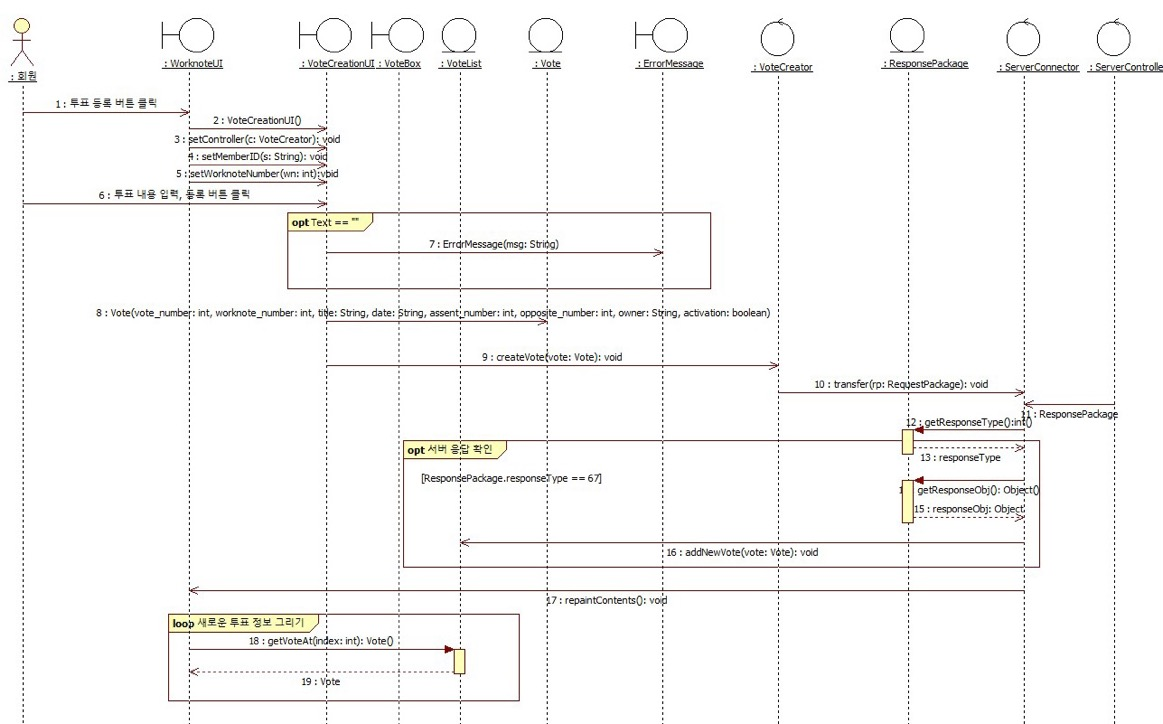 : 회원
: WorknoteUI
: VoteCreationUI
: VoteBox
: VoteList
: Vote
: ErrorMessage
: VoteCreator
: ResponsePackage
: ServerConnector
: ServerControlle
1 : 투표 등록 버튼 클릭
2 : VoteCreationUI()
3 : setController(c: VoteCreator): void
4 : setMemberID(s: String): void
5 : setWorknoteNumber(wn: int):void
6 : 투표 내용 입력, 등록 버튼 클릭
opt Text == ""
7 : ErrorMessage(msg: String)
8 : Vote(vote_number: int, worknote_number: int, title: String, date: String, assent_number: int, opposite_number: int, owner: String, activation: boolean)
9 : createVote(vote: Vote): void
10 : transfer(rp: RequestPackage): void
11 : ResponsePackage
12 : getResponseType():int()
opt 서버 응답 확인
13 : responseType
[ResponsePackage.responseType == 67]
getResponseObj(): Object()
15 : responseObj: Object
16 : addNewVote(vote: Vote): void
17 : repaintContents(): void
loop 새로운 투표 정보 그리기
18 : getVoteAt(index: int): Vote()
19 : Vote